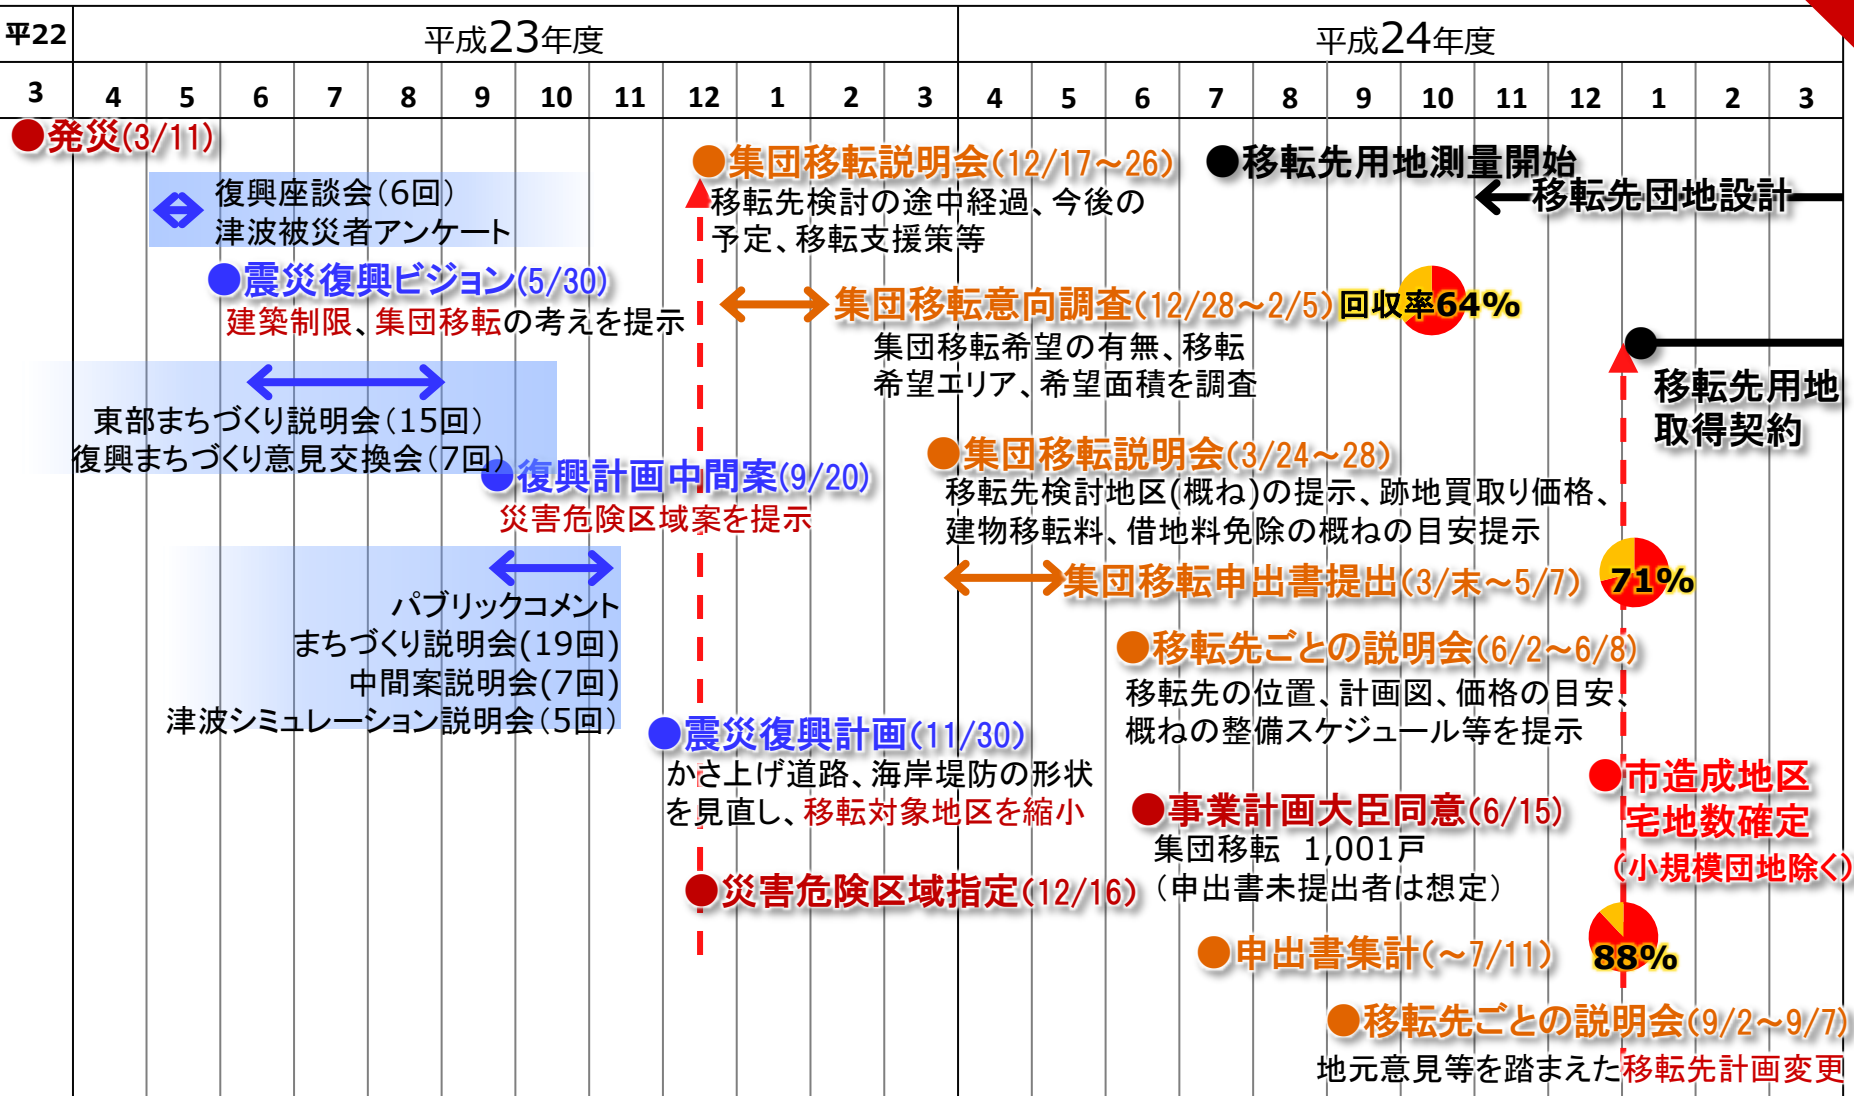 平22
平成23年度
平成24年度
3 4 5 6 7 8 9 10 11 12 1 2 3 4 5 6 7 8 9 10 11 12 1 2 3
●発災(3/11)
復興座談会(6回)
津波被災者アンケート
●震災復興ビジョン(5/30)
建築制限、集団移転の考えを提示
東部まちづくり説明会(15回)
復興まちづくり意見交換会(7回)
●復興計画中間案(9/20)
災害危険区域案を提示
パブリックコメント
まちづくり説明会(19回)
中間案説明会(7回)
津波シミュレーション説明会(5回)
●震災復興計画(11/30)
かさ上げ道路、海岸堤防の形状
を見直し、移転対象地区を縮小
●災害危険区域指定(12/16)
●集団移転説明会(12/17～26)
移転先検討の途中経過、今後の
予定、移転支援策等
集団移転意向調査(12/28～2/5)
回収率64%
集団移転希望の有無、移転
希望エリア、希望面積を調査
●集団移転説明会(3/24～28)
移転先検討地区(概ね)の提示、跡地買取り価格、
建物移転料、借地料免除の概ねの目安提示
集団移転申出書提出(3/末～5/7)
71%
●移転先ごとの説明会(6/2～6/8)
移転先の位置、計画図、価格の目安、
概ねの整備スケジュール等を提示
●事業計画大臣同意(6/15)
集団移転 1,001戸
(申出書未提出者は想定)
●申出書集計(～7/11)
88%
●移転先ごとの説明会(9/2～9/7)
地元意見等を踏まえた移転先計画変更
●移転先用地測量開始
移転先団地設計
移転先用地
取得契約
●市造成地区
宅地数確定
(小規模団地除く)